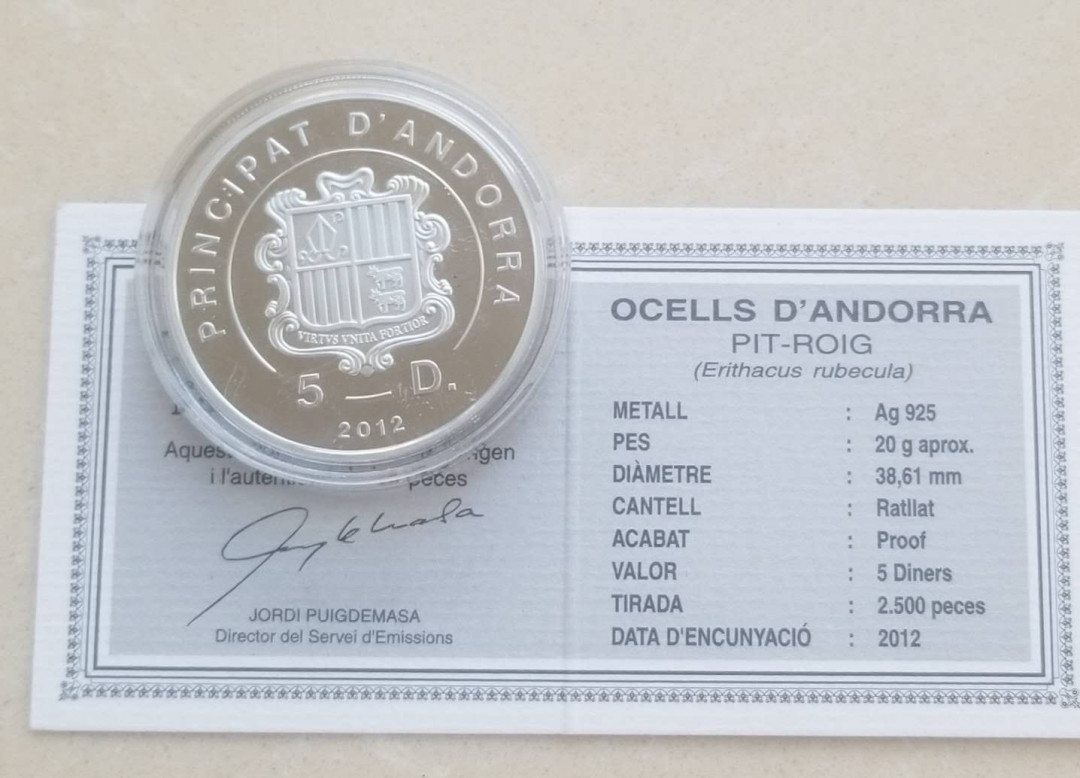 PRINCIPAT D'ANDORRA
VIRTVS VNITA FORTIOR
5 D.
2012
i
peces
JORDI PUIGDEMASA
Director del Servei d'Emissions
OCELLS D'ANDORRA
PIT-ROIG
(Erithacus rubecula)
METALL : Ag 925
PES : 20 g aprox.
DIÀMETRE : 38,61 mm
CANTELL : Ratllat
ACABAT : Proof
VALOR : 5 Diners
TIRADA : 2.500 peces
DATA D'ENCUNYACIÓ : 2012